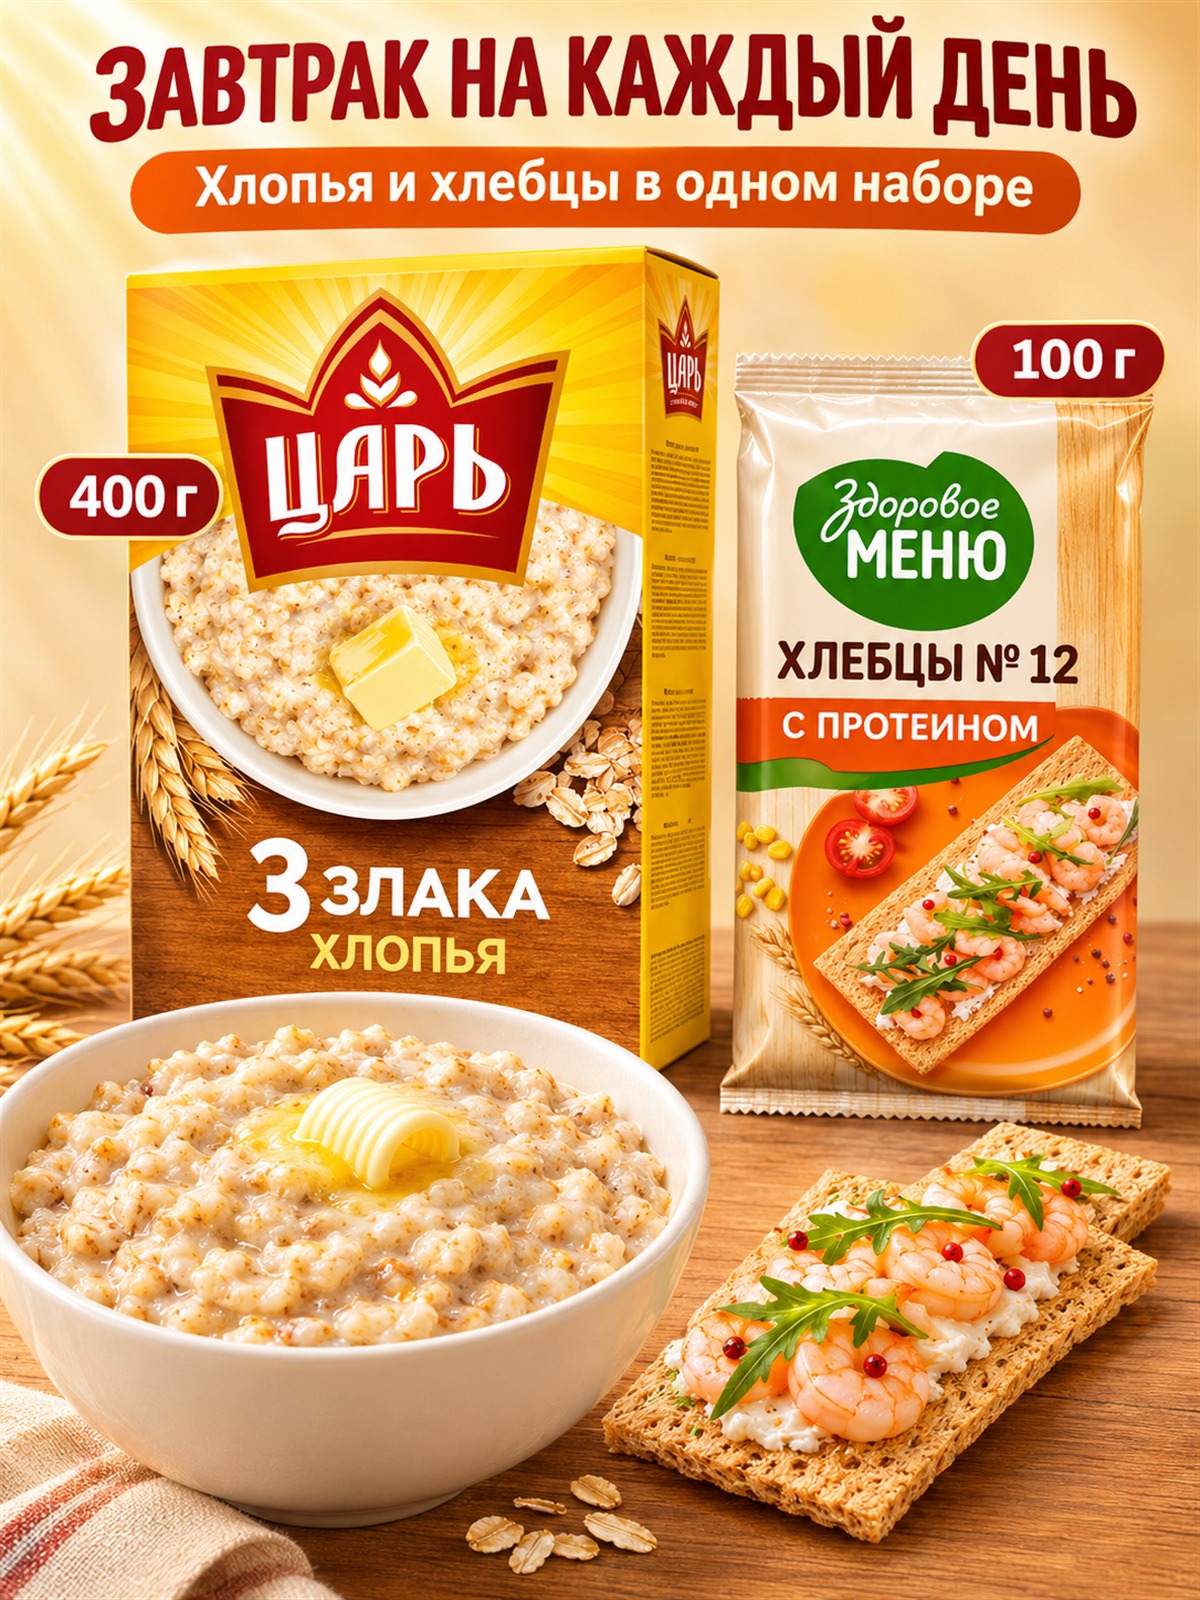 ЗАВТРАК НА КАЖДЫЙ ДЕНЬ
Хлопья и хлебцы в одном наборе
400 г
ЦАРЬ
ЦАРЬ
3 ЗЛАКА
ХЛОПЬЯ
100 г
Здоровое
МЕНЮ
ХЛЕБЦЫ № 12
С ПРОТЕИНОМ